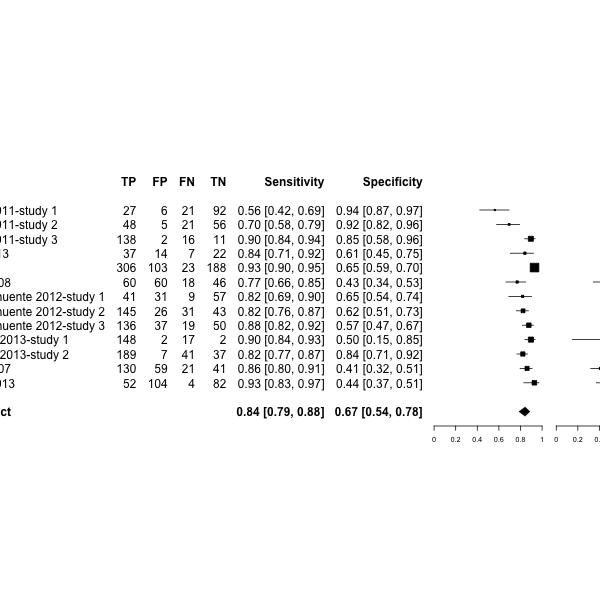 TP FP FN TN Sensitivity Specificity
011-study 1 27 6 21 92 0.56 [0.42, 0.69] 0.94 [0.87, 0.97]
011-study 2 48 5 21 56 0.70 [0.58, 0.79] 0.92 [0.82, 0.96]
011-study 3 138 2 16 11 0.90 [0.84, 0.94] 0.85 [0.58, 0.96]
13 37 14 7 22 0.84 [0.71, 0.92] 0.61 [0.45, 0.75]
306 103 23 188 0.93 [0.90, 0.95] 0.65 [0.59, 0.70]
08 60 60 18 46 0.77 [0.66, 0.85] 0.43 [0.34, 0.53]
nuente 2012-study 1 41 31 9 57 0.82 [0.69, 0.90] 0.65 [0.54, 0.74]
nuente 2012-study 2 145 26 31 43 0.82 [0.76, 0.87] 0.62 [0.51, 0.73]
nuente 2012-study 3 136 37 19 50 0.88 [0.82, 0.92] 0.57 [0.47, 0.67]
2013-study 1 148 2 17 2 0.90 [0.84, 0.93] 0.50 [0.15, 0.85]
2013-study 2 189 7 41 37 0.82 [0.77, 0.87] 0.84 [0.71, 0.92]
07 130 59 21 41 0.86 [0.80, 0.91] 0.41 [0.32, 0.51]
013 52 104 4 82 0.93 [0.83, 0.97] 0.44 [0.37, 0.51]
ct 0.84 [0.79, 0.88] 0.67 [0.54, 0.78]
0 0.2 0.4 0.6 0.8 1 0 0.2 0.4